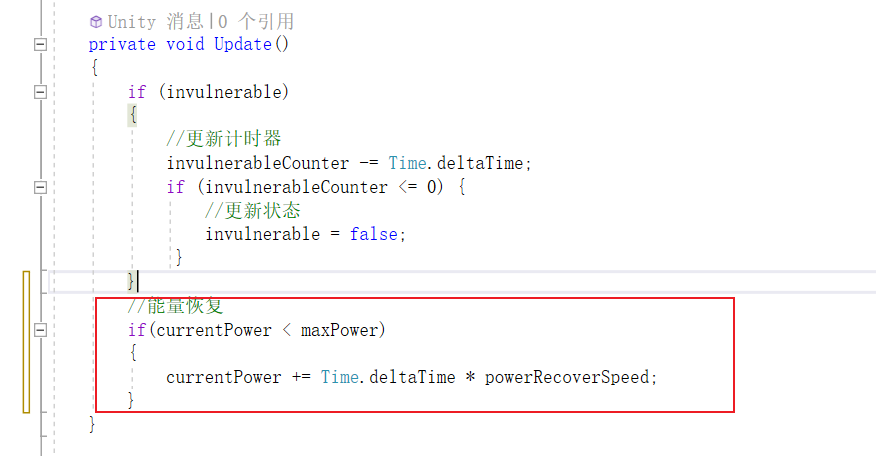 Unity 消息|0 个引用
private void Update()
{
if (invulnerable)
{
//更新计时器
invulnerableCounter -= Time.deltaTime;
if (invulnerableCounter <= 0) {
//更新状态
invulnerable = false;
}
}
//能量恢复
if(currentPower < maxPower)
{
currentPower += Time.deltaTime * powerRecoverSpeed;
}
}